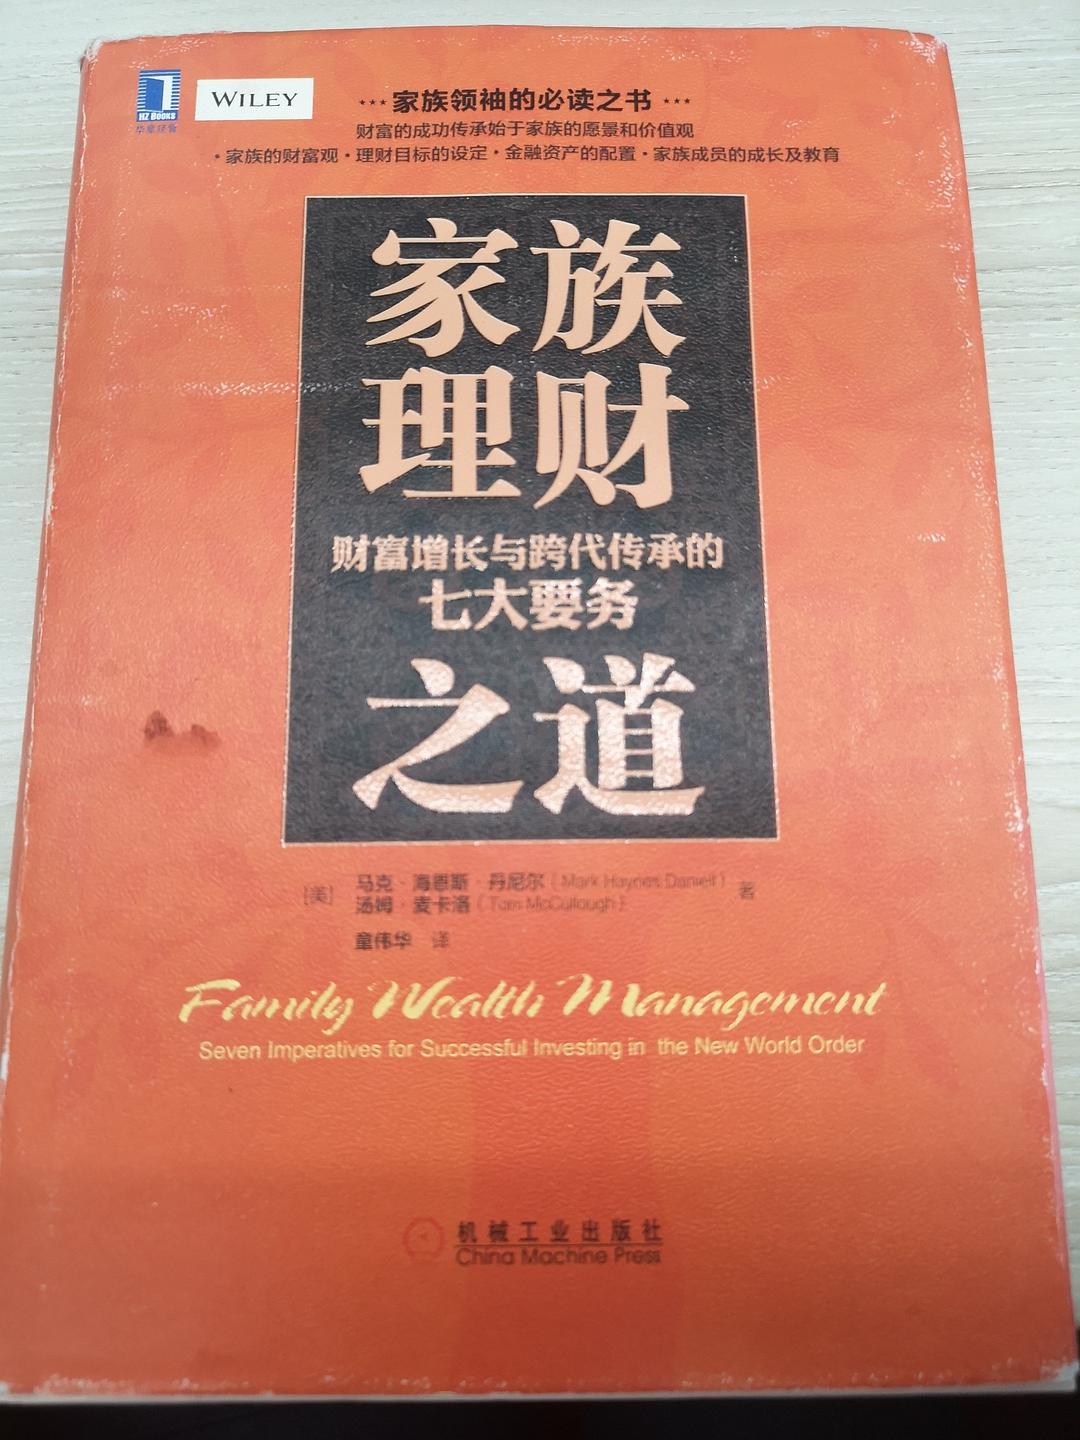 HZ BOOKS
华章经管
WILEY
家族领袖的必读之书
财富的成功传承始于家族的愿景和价值观
·家族的财富观·理财目标的设定·金融资产的配置·家族成员的成长及教育
家族
理财
财富增长与跨代传承的
七大要务
之道
[美] 马克·海恩斯·丹尼尔(Mark Haynes Daniell)
汤姆·麦卡洛(Tom McCullough) 著
童伟华 译
Family Wealth Management
Seven Imperatives for Successful Investing in the New World Order
机械工业出版社
China Machine Press